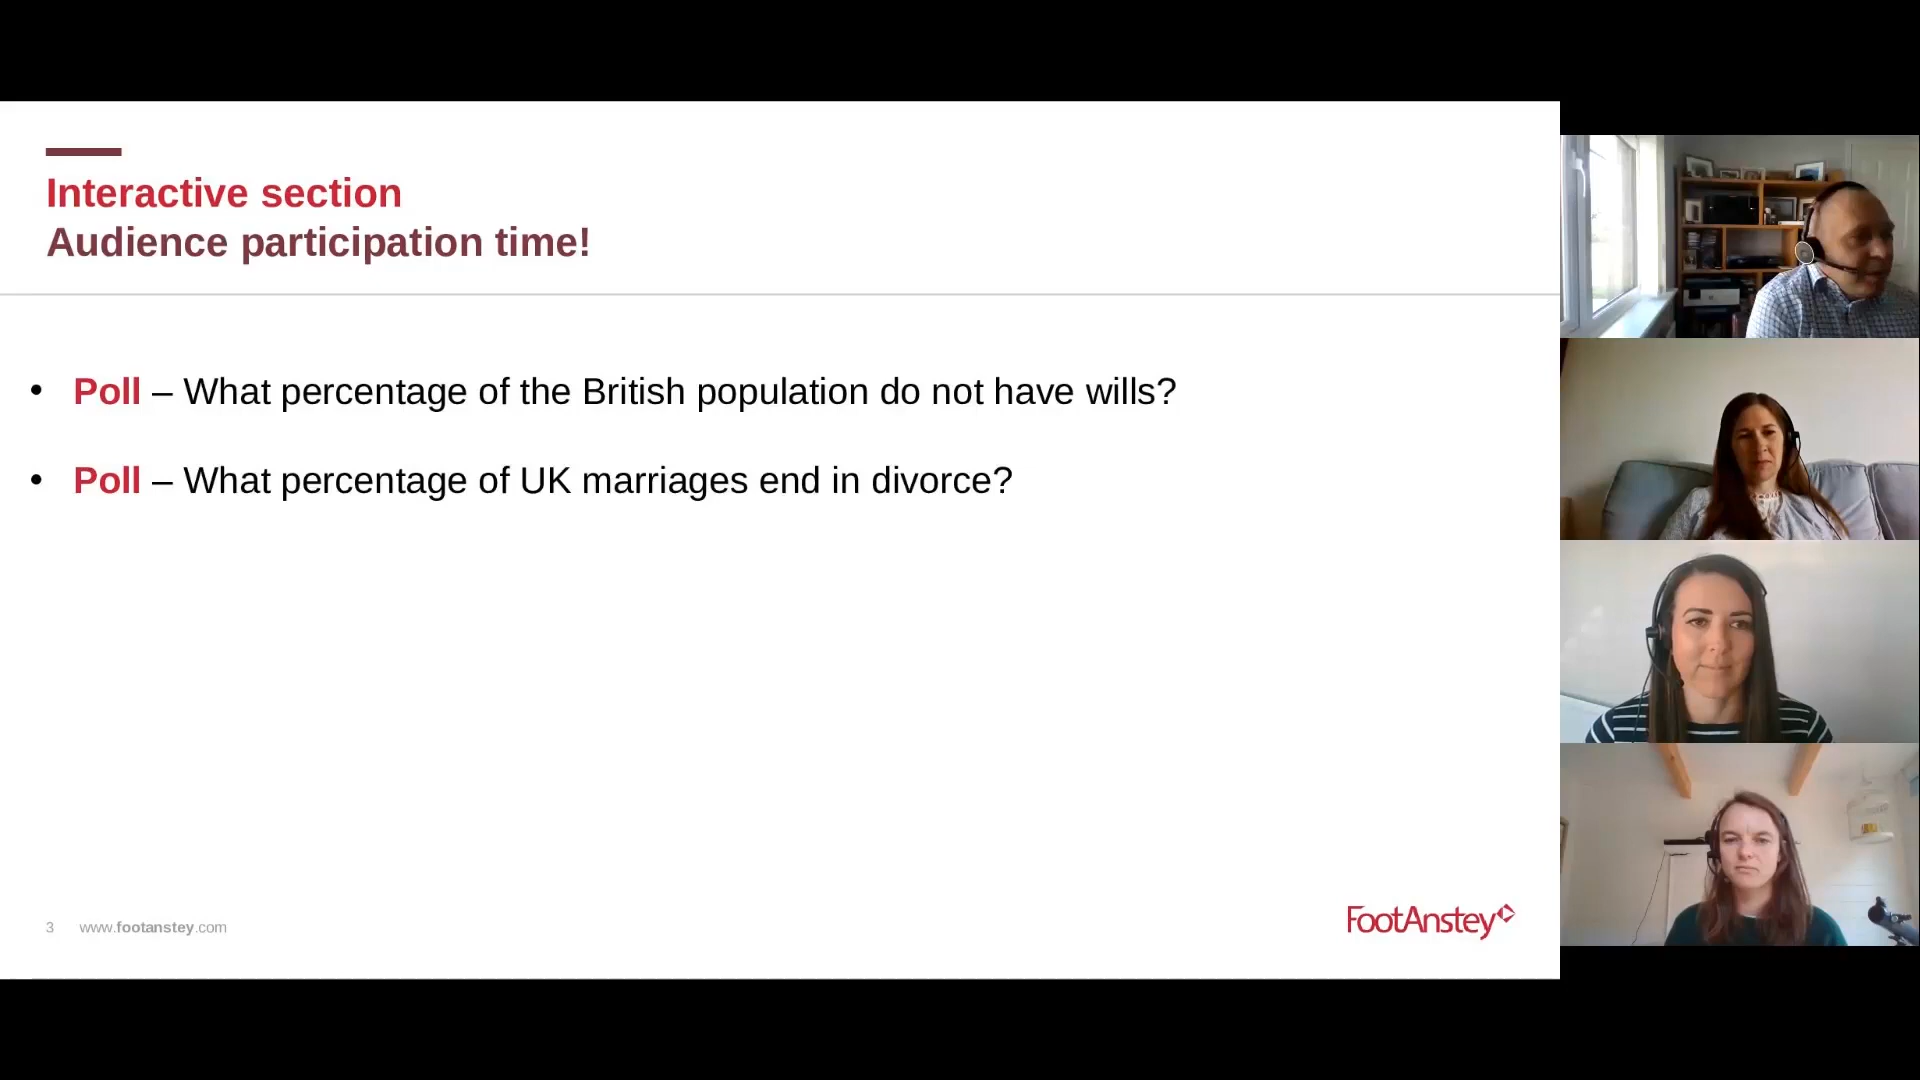 Interactive section
Audience participation time!
• Poll – What percentage of the British population do not have wills?
• Poll – What percentage of UK marriages end in divorce?
3 www.footanstey.com
FootAnstey